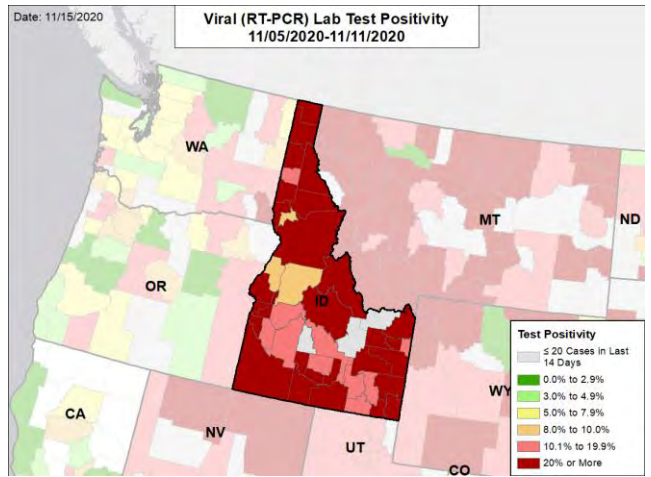 Date: 11/15/2020
Viral (RT-PCR) Lab Test Positivity
11/05/2020-11/11/2020
WA
MT
ND
OR
ID
WY
CA
NV
UT
CO
Test Positivity
≤ 20 Cases in Last
14 Days
0.0% to 2.9%
3.0% to 4.9%
5.0% to 7.9%
8.0% to 10.0%
10.1% to 19.9%
20% or More